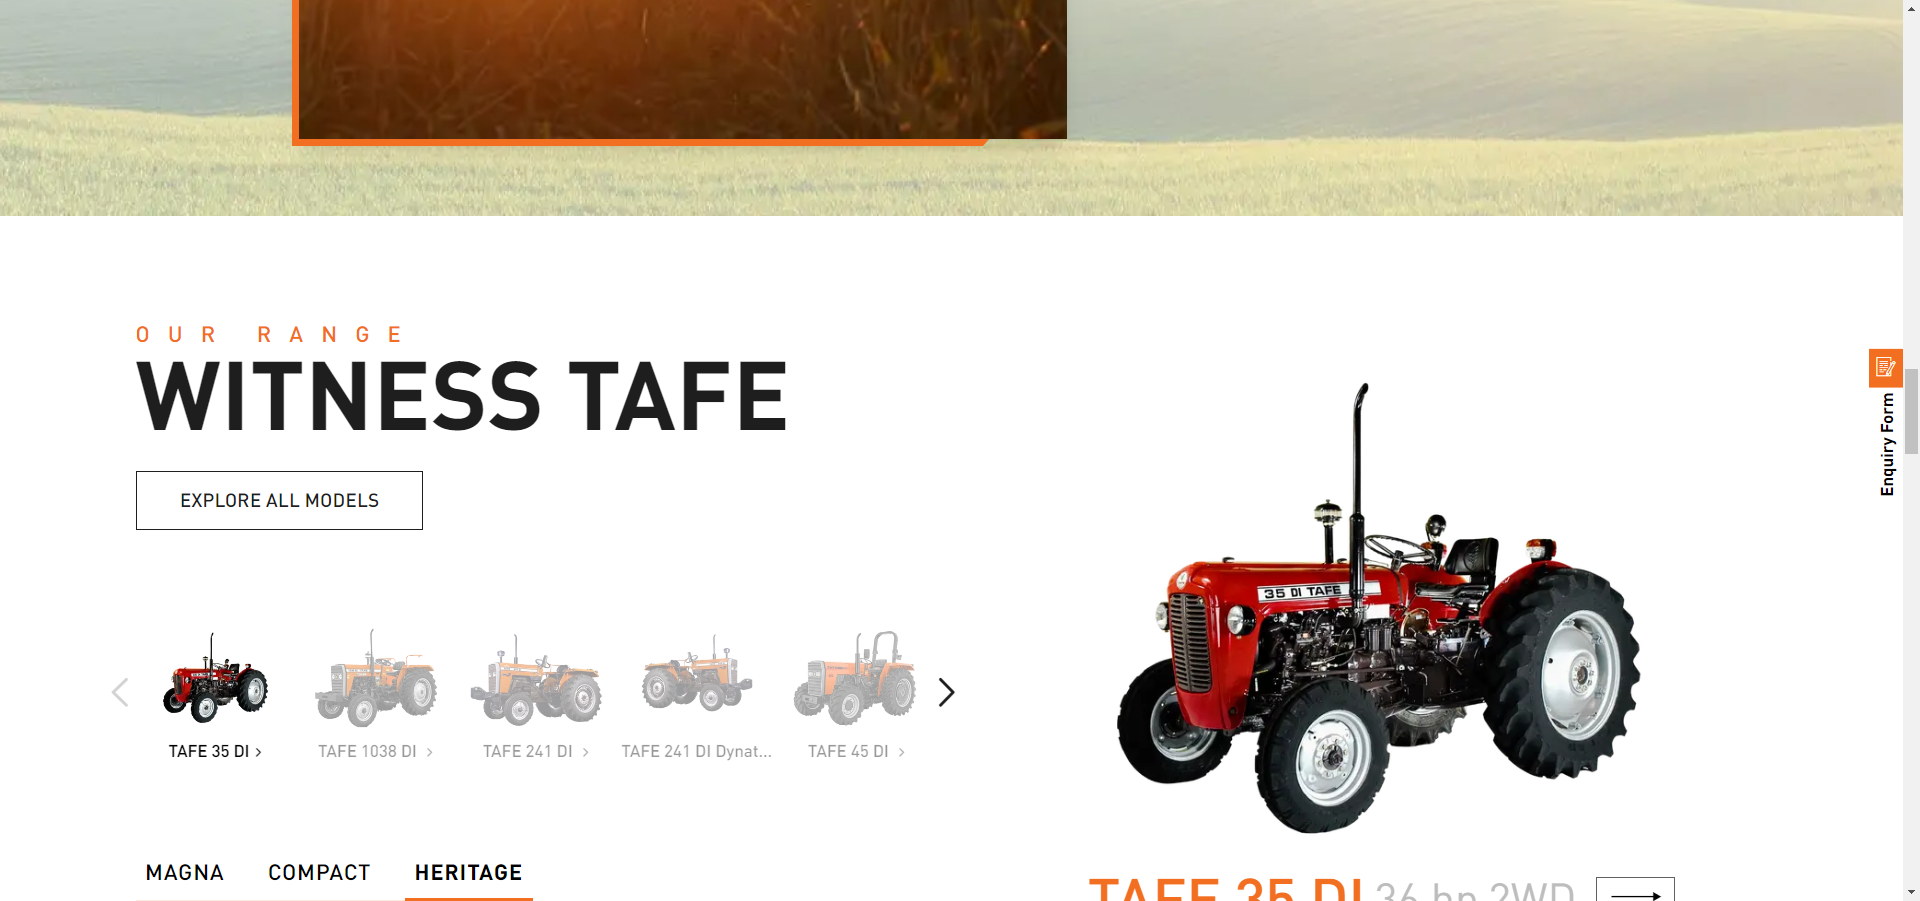 OUR RANGE
WITNESS TAFE
EXPLORE ALL MODELS
Enquiry Form
35 DI TAFE
TAFE 35 DI
TAFE 1038 DI
TAFE 241 DI
TAFE 241 DI Dynat...
TAFE 45 DI
MAGNA
COMPACT
HERITAGE
TAFE 35 DI 36 hp 2WD